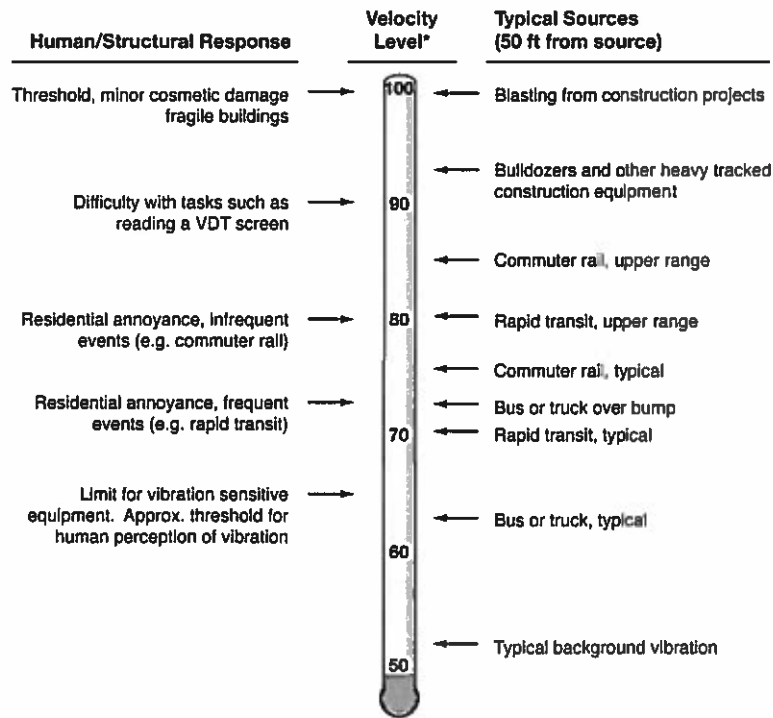 Human/Structural Response
Velocity
Level*
Typical Sources
(50 ft from source)
Threshold, minor cosmetic damage
fragile buildings
100
Blasting from construction projects
Bulldozers and other heavy tracked
construction equipment
Difficulty with tasks such as
reading a VDT screen
90
Commuter rail, upper range
Residential annoyance, infrequent
events (e.g. commuter rail)
80
Rapid transit, upper range
Commuter rail, typical
Residential annoyance, frequent
events (e.g. rapid transit)
Bus or truck over bump
70
Rapid transit, typical
Limit for vibration sensitive
equipment. Approx. threshold for
human perception of vibration
Bus or truck, typical
60
Typical background vibration
50